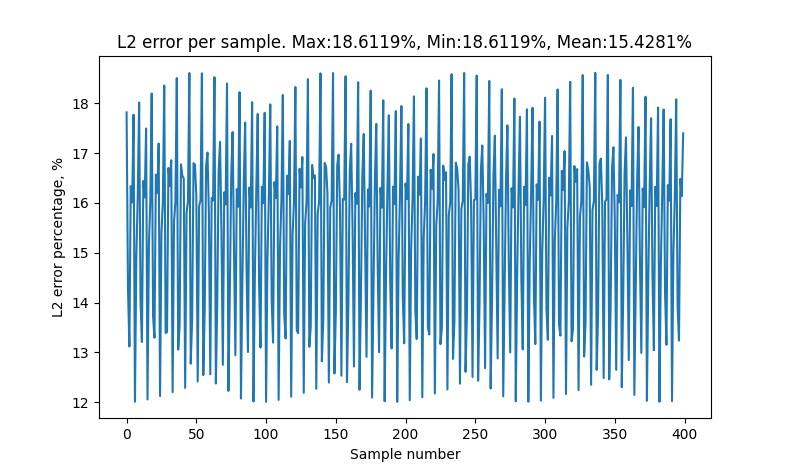 L2 error per sample. Max:18.6119%, Min:18.6119%, Mean:15.4281%
L2 error percentage, %
18
17
16
15
14
13
12
0 50 100 150 200 250 300 350 400
Sample number